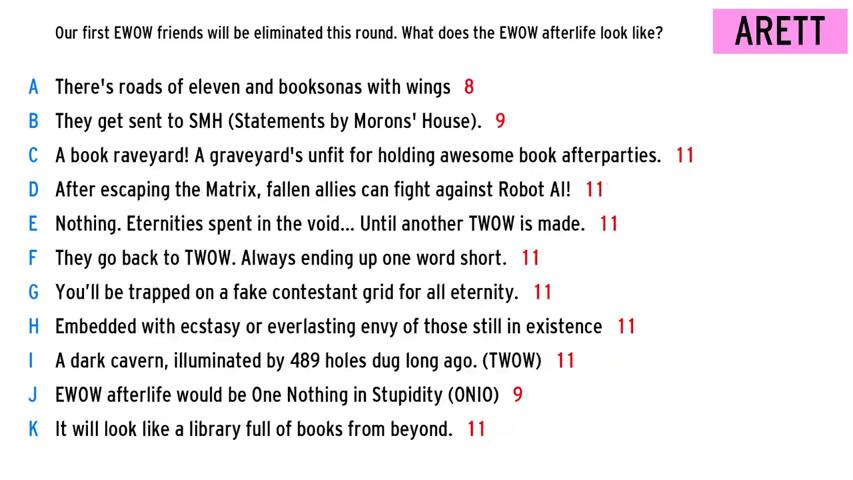 Our first EWOW friends will be eliminated this round. What does the EWOW afterlife look like?
ARETT
A There's roads of eleven and booksonas with wings 8
B They get sent to SMH (Statements by Morons' House). 9
C A book raveyard! A graveyard's unfit for holding awesome book afterparties. 11
D After escaping the Matrix, fallen allies can fight against Robot AI! 11
E Nothing. Eternities spent in the void... Until another TWOW is made. 11
F They go back to TWOW. Always ending up one word short. 11
G You'll be trapped on a fake contestant grid for all eternity. 11
H Embedded with ecstasy or everlasting envy of those still in existence 11
I A dark cavern, illuminated by 489 holes dug long ago. (TWOW) 11
J EWOW afterlife would be One Nothing in Stupidity (ONIO) 9
K It will look like a library full of books from beyond. 11